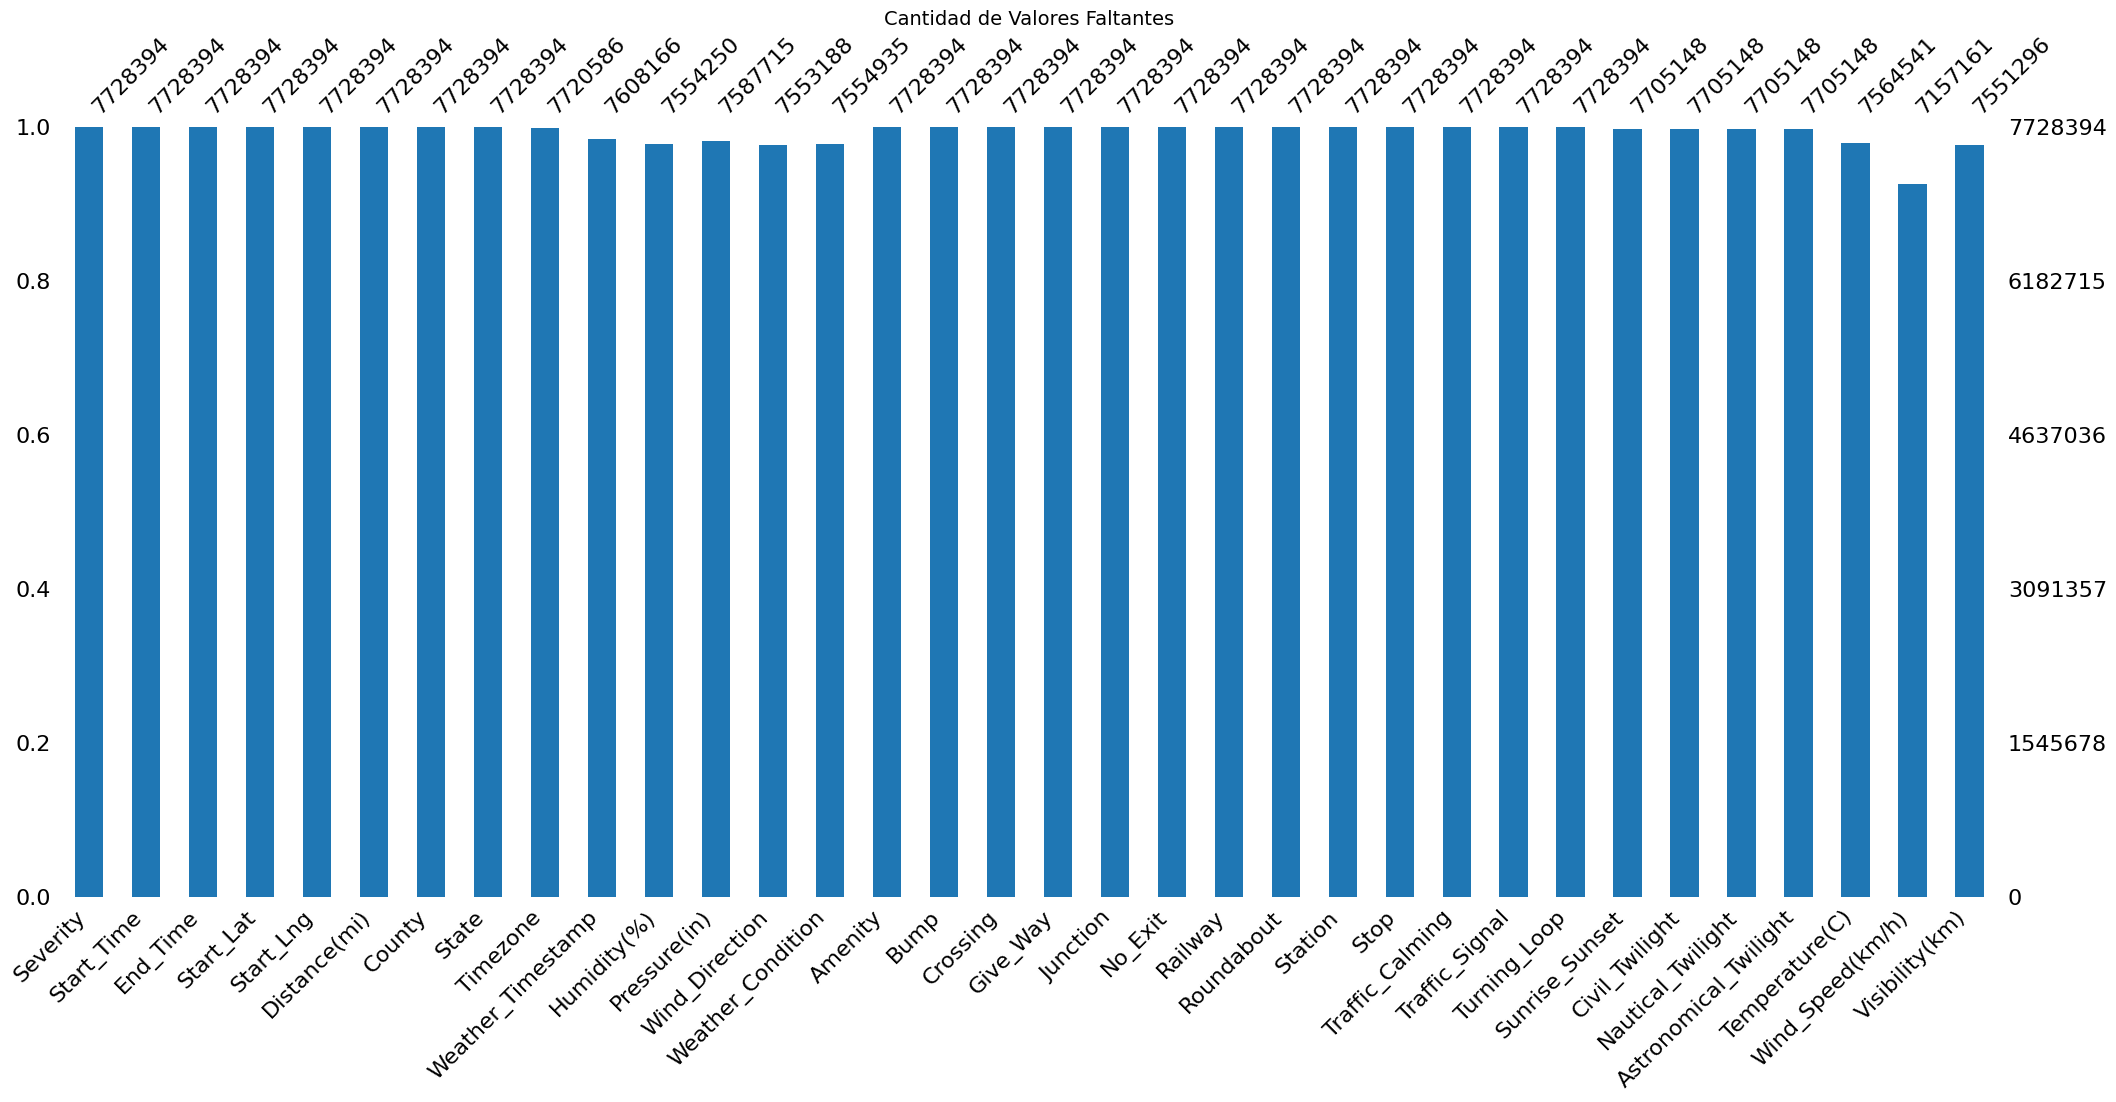 Cantidad de Valores Faltantes
7728394 7728394 7728394 7728394 7728394 7728394 7728394 7728394 7720586 7608166 7554250 7587715 7553188 7554935 7728394 7728394 7728394 7728394 7728394 7728394 7728394 7728394 7728394 7728394 7728394 7728394 7728394 7705148 7705148 7705148 7705148 7564541 7157161 7551296
1.0 7728394
0.8 6182715
0.6 4637036
0.4 3091357
0.2 1545678
0.0 0
Severity
Start_Time
End_Time
Start_Lat
Start_Lng
Distance(mi)
County
State
Timezone
Weather_Timestamp
Humidity(%)
Pressure(in)
Wind_Direction
Weather_Condition
Amenity
Bump
Crossing
Give_Way
Junction
No_Exit
Railway
Roundabout
Station
Stop
Traffic_Calming
Traffic_Signal
Turning_Loop
Sunrise_Sunset
Civil_Twilight
Nautical_Twilight
Astronomical_Twilight
Temperature(C)
Wind_Speed(km/h)
Visibility(km)